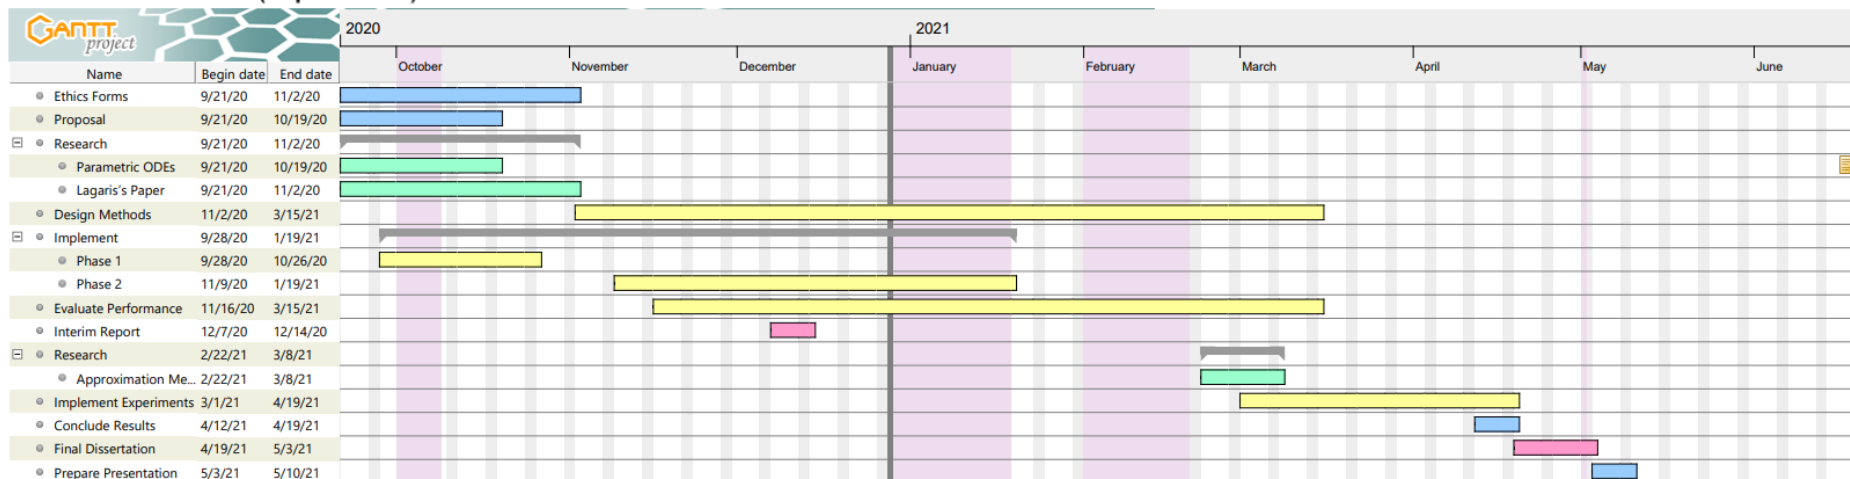 GANTT
project
2020
2021
Name Begin date End date
October November December January February March April May June
Ethics Forms 9/21/20 11/2/20
Proposal 9/21/20 10/19/20
Research 9/21/20 11/2/20
Parametric ODEs 9/21/20 10/19/20
Lagaris's Paper 9/21/20 11/2/20
Design Methods 11/2/20 3/15/21
Implement 9/28/20 1/19/21
Phase 1 9/28/20 10/26/20
Phase 2 11/9/20 1/19/21
Evaluate Performance 11/16/20 3/15/21
Interim Report 12/7/20 12/14/20
Research 2/22/21 3/8/21
Approximation Me... 2/22/21 3/8/21
Implement Experiments 3/1/21 4/19/21
Conclude Results 4/12/21 4/19/21
Final Dissertation 4/19/21 5/3/21
Prepare Presentation 5/3/21 5/10/21